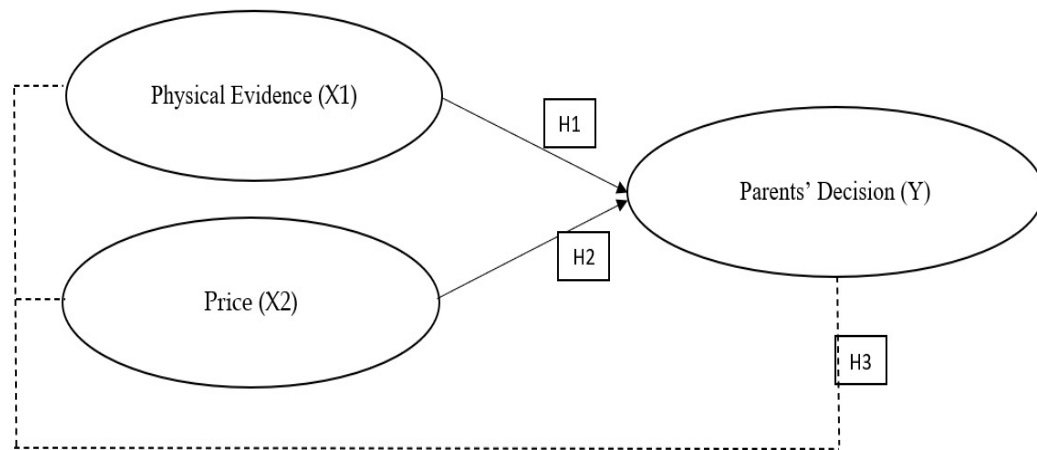 Physical Evidence (X1)
H1
Parents’ Decision (Y)
H2
Price (X2)
H3